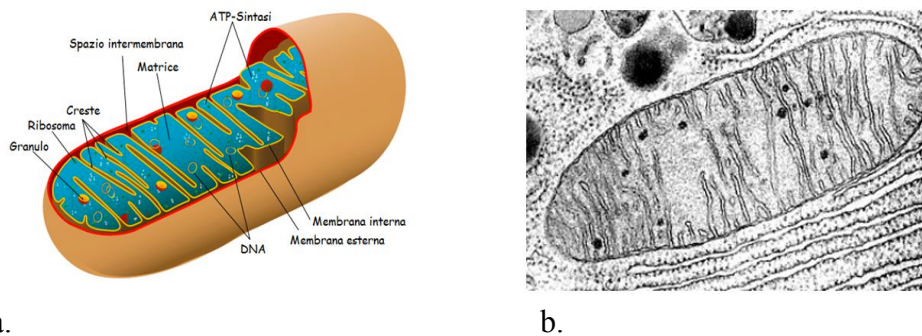 ATP-Sintasi
Spazio intermembrana
Matrice
Creste
Ribosoma
Granulo
Membrana interna
Membrana esterna
DNA
a.
b.